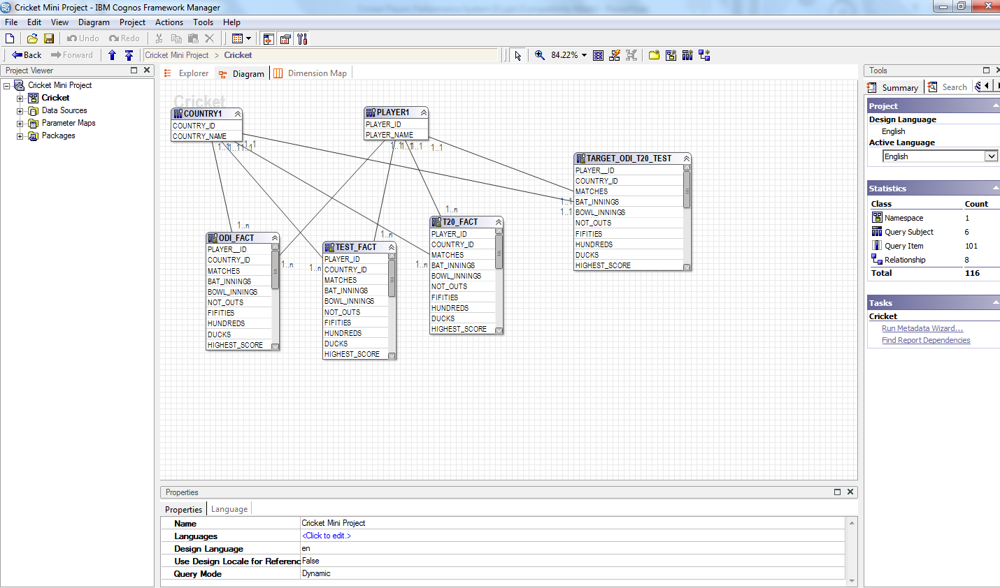 Cricket Mini Project - IBM Cognos Framework Manager
File Edit View Diagram Project Actions Tools Help
Undo Redo
Back Forward Cricket Mini Project > Cricket 84.22%
Project Viewer
Cricket Mini Project
Cricket
Data Sources
Parameter Maps
Packages
Explorer Diagram Dimension Map
Cricket
COUNTRY1
COUNTRY_ID
COUNTRY_NAME
PLAYER1
PLAYER_ID
PLAYER_NAME
1..1 1..1 1..1 1..1
1..1 1..1 1..1 1..1
TARGET_ODI_T20_TEST
PLAYER__ID
COUNTRY_ID
MATCHES
BAT_INNINGS
BOWL_INNINGS
NOT_OUTS
FIFITIES
HUNDREDS
DUCKS
HIGHEST_SCORE
1..1
1..1
1..n
ODI_FACT
PLAYER__ID
COUNTRY_ID
MATCHES
BAT_INNINGS
BOWL_INNINGS
NOT_OUTS
FIFITIES
HUNDREDS
DUCKS
HIGHEST_SCORE
1..n
1..n
1..n
TEST_FACT
PLAYER_ID
COUNTRY_ID
MATCHES
BAT_INNINGS
BOWL_INNINGS
NOT_OUTS
FIFITIES
HUNDREDS
DUCKS
HIGHEST_SCORE
1..n
1..n
T20_FACT
PLAYER_ID
COUNTRY_ID
MATCHES
BAT_INNINGS
BOWL_INNINGS
NOT_OUTS
FIFITIES
HUNDREDS
DUCKS
HIGHEST_SCORE
Properties
Properties Language
Name Cricket Mini Project
Languages <Click to edit.>
Design Language en
Use Design Locale for Referenc False
Query Mode Dynamic
Tools
Summary Search
Project
Design Language
English
Active Language
English
Statistics
Class Count
Namespace 1
Query Subject 6
Query Item 101
Relationship 8
Total 116
Tasks
Cricket
Run Metadata Wizard...
Find Report Dependencies